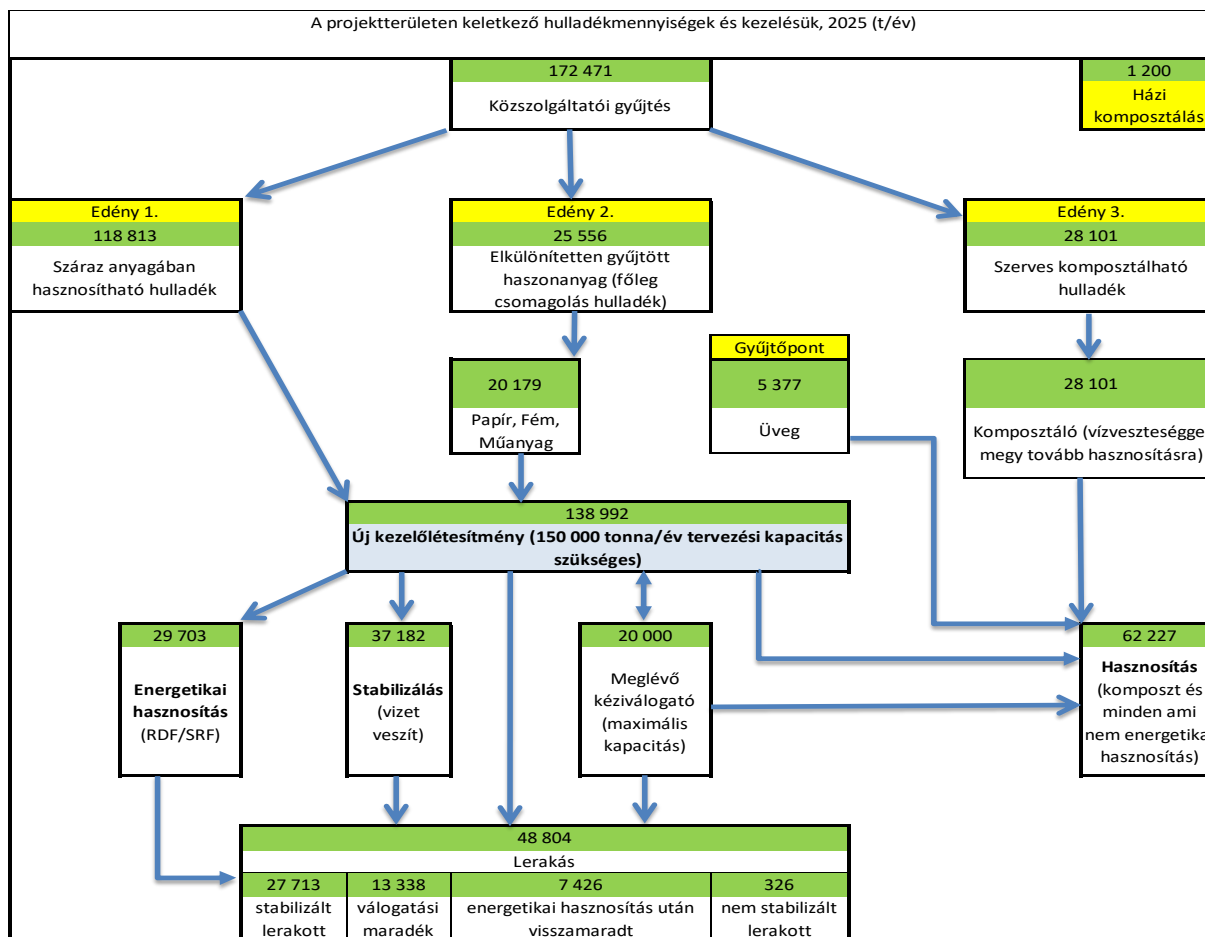 A projektterületen keletkező hulladékmennyiségek és kezelésük, 2025 (t/év)
172 471
Közszolgáltatói gyűjtés
1 200
Házi
komposztálás
Edény 1.
118 813
Száraz anyagában
hasznosítható hulladék
Edény 2.
25 556
Elkülönítetten gyűjtött
haszonanyag (főleg
csomagolás hulladék)
Edény 3.
28 101
Szerves komposztálható
hulladék
20 179
Papír, Fém,
Műanyag
Gyűjtőpont
5 377
Üveg
28 101
Komposztáló (vízveszteségge
megy tovább hasznosításra)
138 992
Új kezelőlétesítmény (150 000 tonna/év tervezési kapacitás
szükséges)
29 703
Energetikai
hasznosítás
(RDF/SRF)
37 182
Stabilizálás
(vizet
veszít)
20 000
Meglévő
kéziválogató
(maximális
kapacitás)
62 227
Hasznosítás
(komposzt és
minden ami
nem energetika
hasznosítás)
48 804
Lerakás
27 713
stabilizált
lerakott
13 338
válogatási
maradék
7 426
energetikai hasznosítás után
visszamaradt
326
nem stabilizált
lerakott